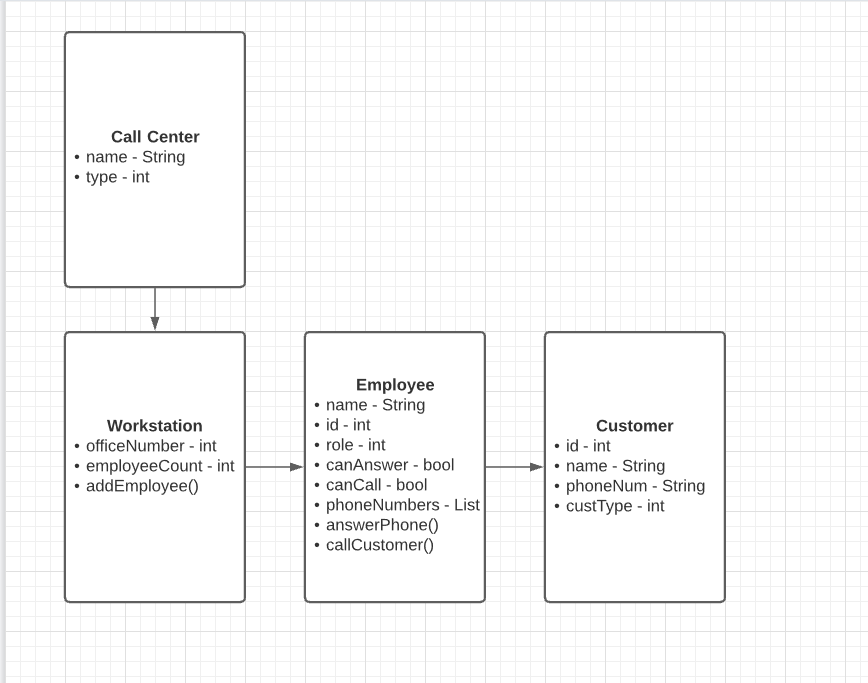 Call Center
• name - String
• type - int
Workstation
• officeNumber - int
• employeeCount - int
• addEmployee()
Employee
• name - String
• id - int
• role - int
• canAnswer - bool
• canCall - bool
• phoneNumbers - List
• answerPhone()
• callCustomer()
Customer
• id - int
• name - String
• phoneNum - String
• custType - int